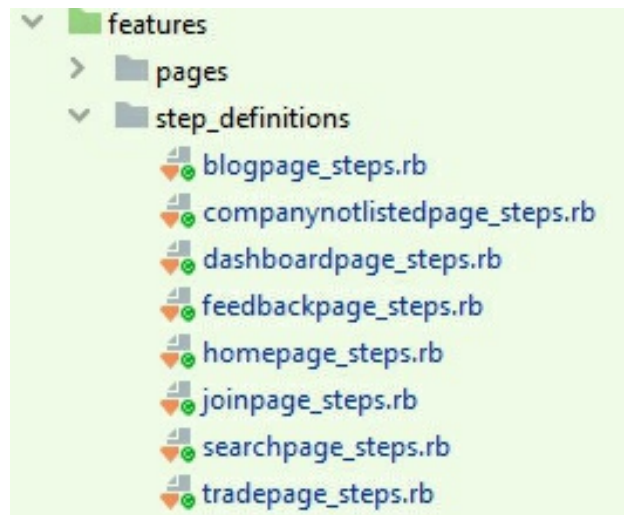 features
pages
step_definitions
blogpage_steps.rb
companynotlistedpage_steps.rb
dashboardpage_steps.rb
feedbackpage_steps.rb
homepage_steps.rb
joinpage_steps.rb
searchpage_steps.rb
tradepage_steps.rb